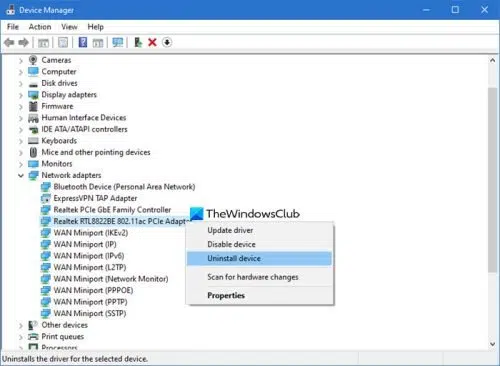 Device Manager
File Action View Help
Cameras
Computer
Disk drives
Display adapters
Firmware
Human Interface Devices
IDE ATA/ATAPI controllers
Keyboards
Mice and other pointing devices
Monitors
Network adapters
Bluetooth Device (Personal Area Network)
ExpressVPN TAP Adapter
Realtek PCIe GbE Family Controller
TheWindowsClub
Realtek RTL8822BE 802.11ac PCIe Adapter
Update driver
WAN Miniport (IKEv2)
WAN Miniport (IP)
Disable device
WAN Miniport (IPv6)
Uninstall device
WAN Miniport (L2TP)
WAN Miniport (Network Monitor)
Scan for hardware changes
WAN Miniport (PPPOE)
Properties
WAN Miniport (PPTP)
WAN Miniport (SSTP)
Other devices
Print queues
Processors
Uninstalls the driver for the selected device.